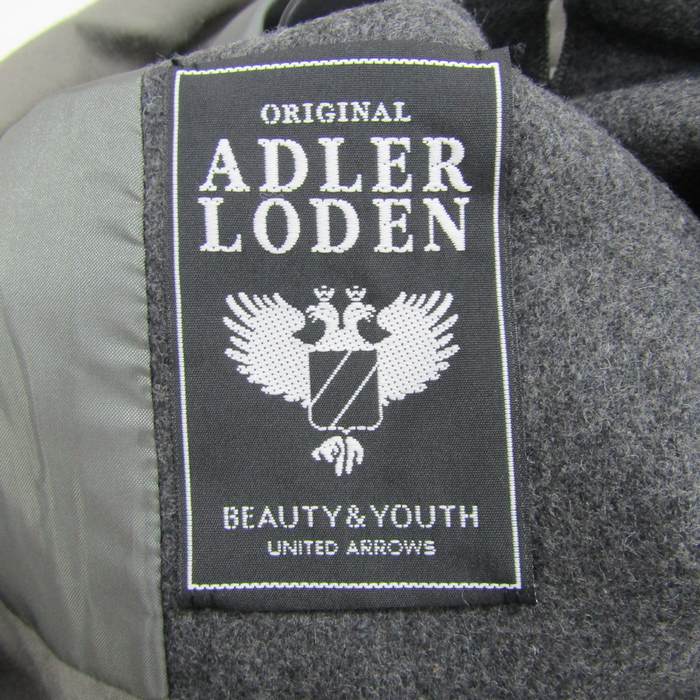 ORIGINAL
ADLER
LODEN
BEAUTY&YOUTH
UNITED ARROWS